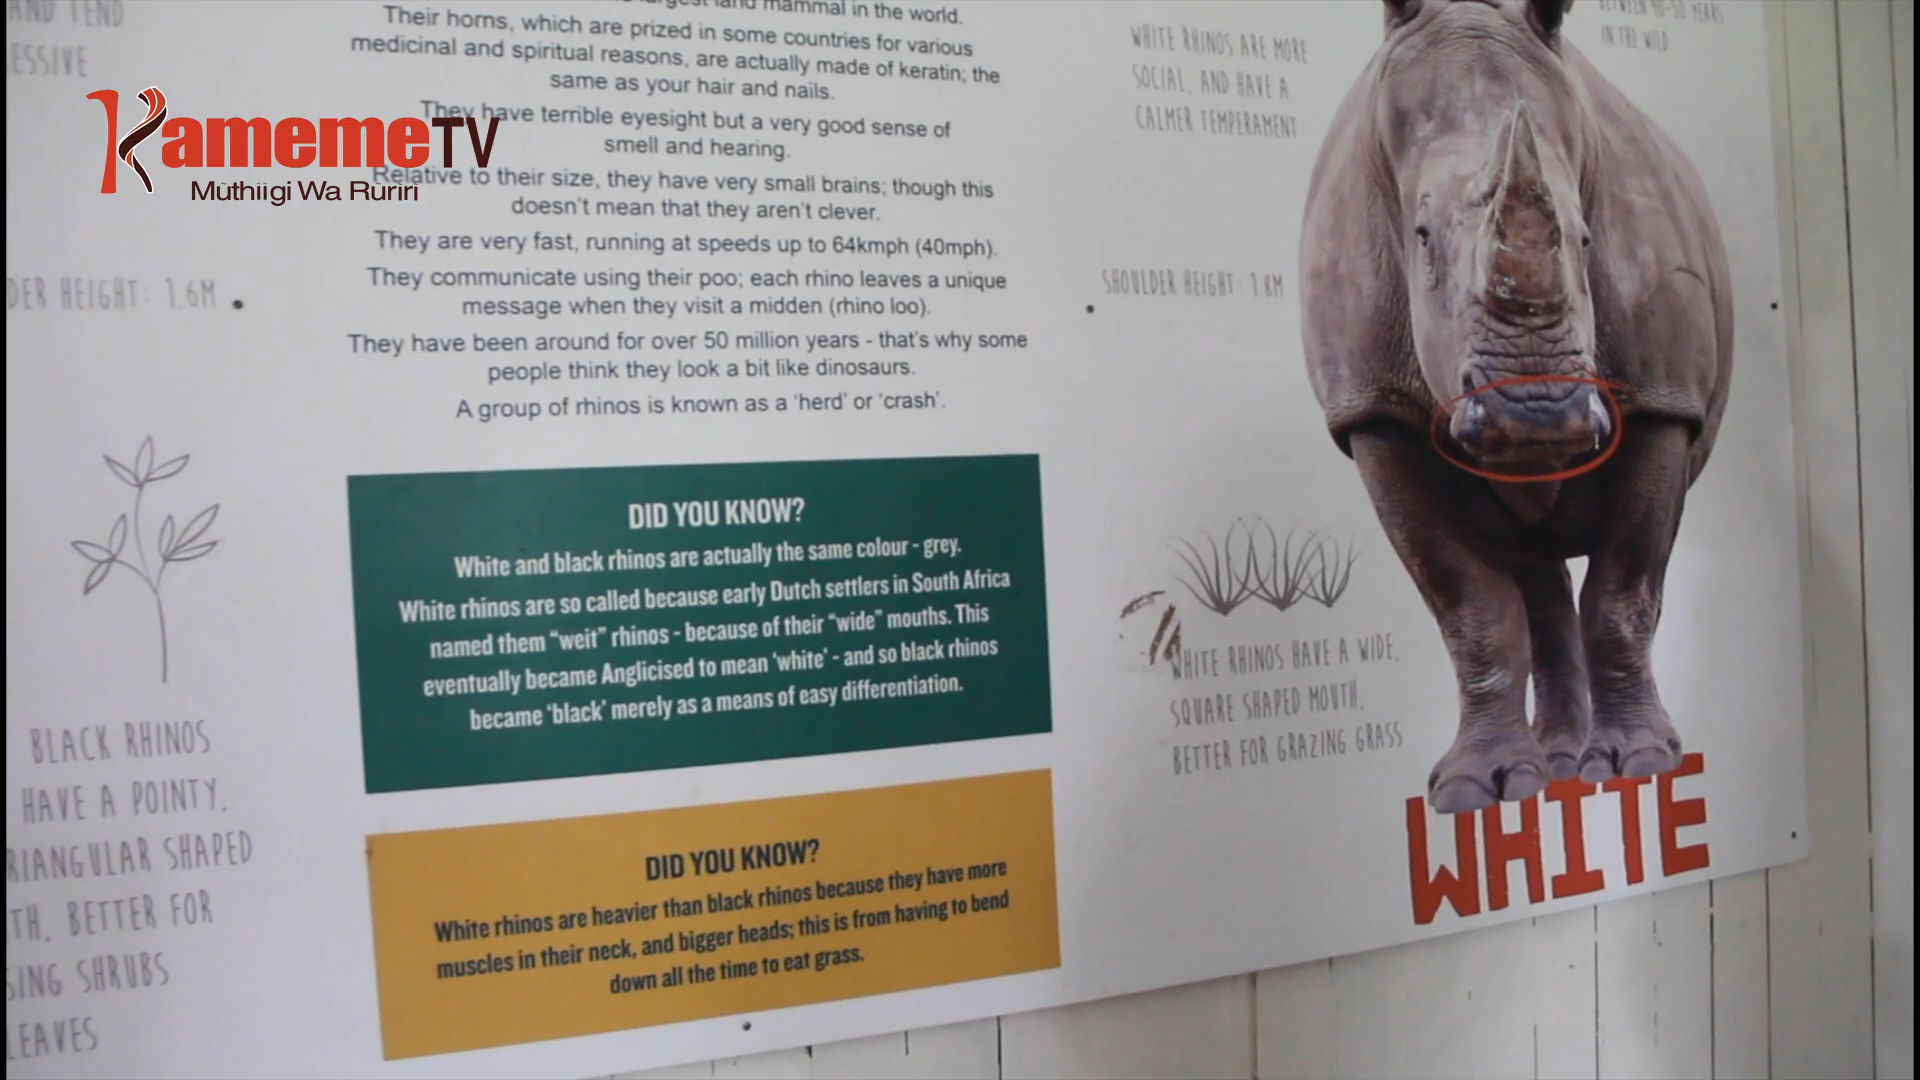 AND TEND
ESSIVE
KamemeTV
Mũthiigi Wa Rũrĩrĩ
DER HEIGHT: 1.6M
BLACK RHINOS
HAVE A POINTY,
RIANGULAR SHAPED
TH, BETTER FOR
SING SHRUBS
LEAVES
land mammal in the world.
Their horns, which are prized in some countries for various
medicinal and spiritual reasons, are actually made of keratin; the
same as your hair and nails.
They have terrible eyesight but a very good sense of
smell and hearing.
Relative to their size, they have very small brains; though this
doesn't mean that they aren't clever.
They are very fast, running at speeds up to 64kmph (40mph).
They communicate using their poo; each rhino leaves a unique
message when they visit a midden (rhino loo).
They have been around for over 50 million years - that's why some
people think they look a bit like dinosaurs.
A group of rhinos is known as a 'herd' or 'crash'.
DID YOU KNOW?
White and black rhinos are actually the same colour - grey.
White rhinos are so called because early Dutch settlers in South Africa
named them "weit" rhinos - because of their "wide" mouths. This
eventually became Anglicised to mean 'white' - and so black rhinos
became 'black' merely as a means of easy differentiation.
DID YOU KNOW?
White rhinos are heavier than black rhinos because they have more
muscles in their neck, and bigger heads; this is from having to bend
down all the time to eat grass.
WHITE RHINOS ARE MORE
SOCIAL, AND HAVE A
CALMER TEMPERAMENT
YEARS
IN THE WILD
SHOULDER HEIGHT: 1.8M
WHITE RHINOS HAVE A WIDE,
SQUARE SHAPED MOUTH,
BETTER FOR GRAZING GRASS
WHITE